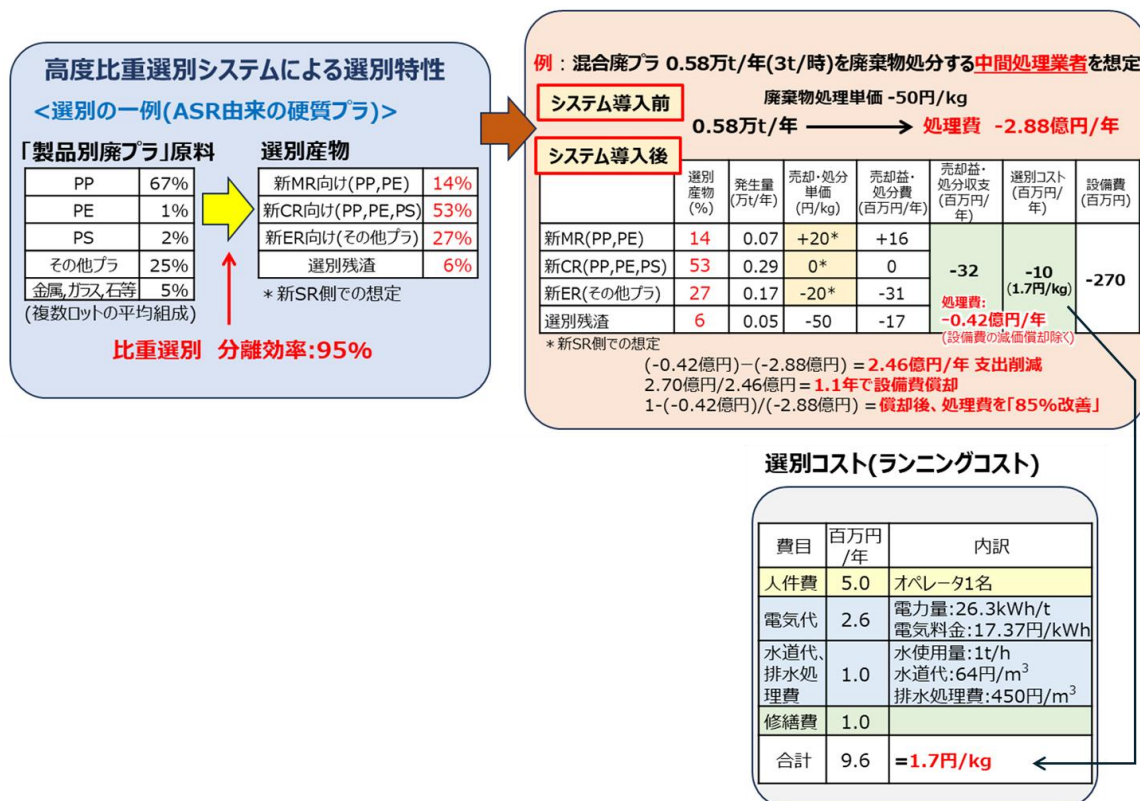 高度比重選別システムによる選別特性
<選別の一例(ASR由来の硬質プラ)>
「製品別廃プラ」原料
PP 67%
PE 1%
PS 2%
その他プラ 25%
金属,ガラス,石等 5%
(複数ロットの平均組成)
選別産物
新MR向け(PP,PE) 14%
新CR向け(PP,PE,PS) 53%
新ER向け(その他プラ) 27%
選別残渣 6%
*新SR側での想定
比重選別 分離効率:95%
例：混合廃プラ 0.58万t/年(3t/時)を廃棄物処分する中間処理業者を想定
システム導入前
廃棄物処理単価 -50円/kg
0.58万t/年
処理費 -2.88億円/年
システム導入後
選別産物(%) 発生量(万t/年) 売却・処分単価(円/kg) 売却益・処分費(百万円/年) 売却益・処分収支(百万円/年) 選別コスト(百万円/年) 設備費(百万円)
新MR(PP,PE) 14 0.07 +20* +16
新CR(PP,PE,PS) 53 0.29 0* 0
新ER(その他プラ) 27 0.17 -20* -31
選別残渣 6 0.05 -50 -17
-32
-10
(1.7円/kg)
-270
処理費:
-0.42億円/年
(設備費の減価償却除く)
*新SR側での想定
(-0.42億円)−(-2.88億円) = 2.46億円/年 支出削減
2.70億円/2.46億円 = 1.1年で設備費償却
1-(-0.42億円)/(-2.88億円) = 償却後、処理費を「85%改善」
選別コスト(ランニングコスト)
費目 百万円/年 内訳
人件費 5.0 オペレータ1名
電気代 2.6 電力量:26.3kWh/t
電気料金:17.37円/kWh
水道代、排水処理費 1.0 水使用量:1t/h
水道代:64円/m³
排水処理費:450円/m³
修繕費 1.0
合計 9.6 =1.7円/kg